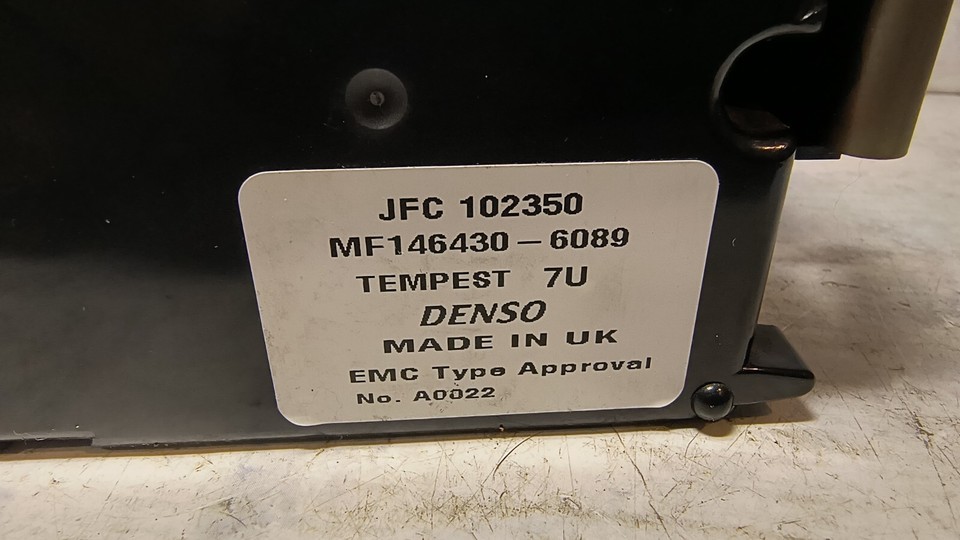 JFC 102350
MF146430-6089
TEMPEST 7U
DENSO
MADE IN UK
EMC Type Approval
No. A0022